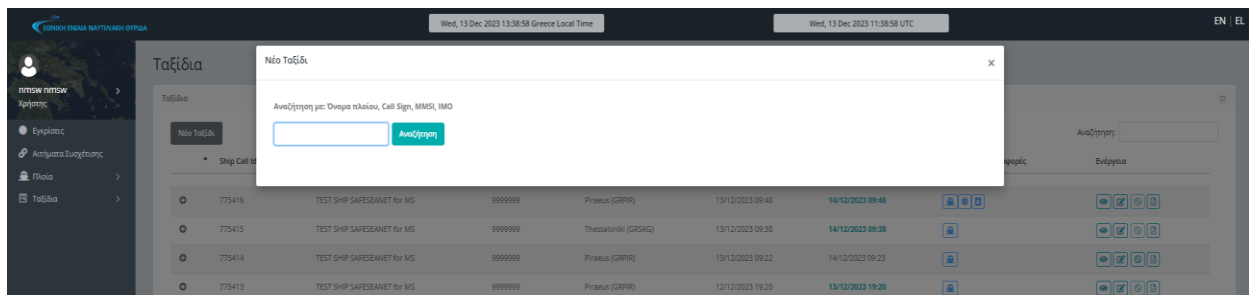 ΕΘΝΙΚΗ ΕΝΙΑΙΑ ΝΑΥΤΙΛΙΑΚΗ ΘΥΡΙΔΑ
Wed, 13 Dec 2023 13:38:58 Greece Local Time
Wed, 13 Dec 2023 11:38:58 UTC
EN | EL
nmsw nmsw
Χρήστης
Εγκρίσεις
Αιτήματα Συσχέτισης
Πλοία
Ταξίδια
Ταξίδια
Ταξίδια
Νέο Ταξίδι
×
Αναζήτηση με: Όνομα πλοίου, Call Sign, MMSI, IMO
Αναζήτηση
Νέο Ταξίδι
Αναζήτηση:
Ship Call Id
Ενέργεια
775416 TEST SHIP SAFESEANET for MS 9999999 Piraeus (GRPIR) 13/12/2023 09:48 14/12/2023 09:48
775415 TEST SHIP SAFESEANET for MS 9999999 Thessaloniki (GRSKG) 13/12/2023 09:38 14/12/2023 09:38
775414 TEST SHIP SAFESEANET for MS 9999999 Piraeus (GRPIR) 13/12/2023 09:22 14/12/2023 09:23
775413 TEST SHIP SAFESEANET for MS 9999999 Piraeus (GRPIR) 12/12/2023 19:20 13/12/2023 19:20